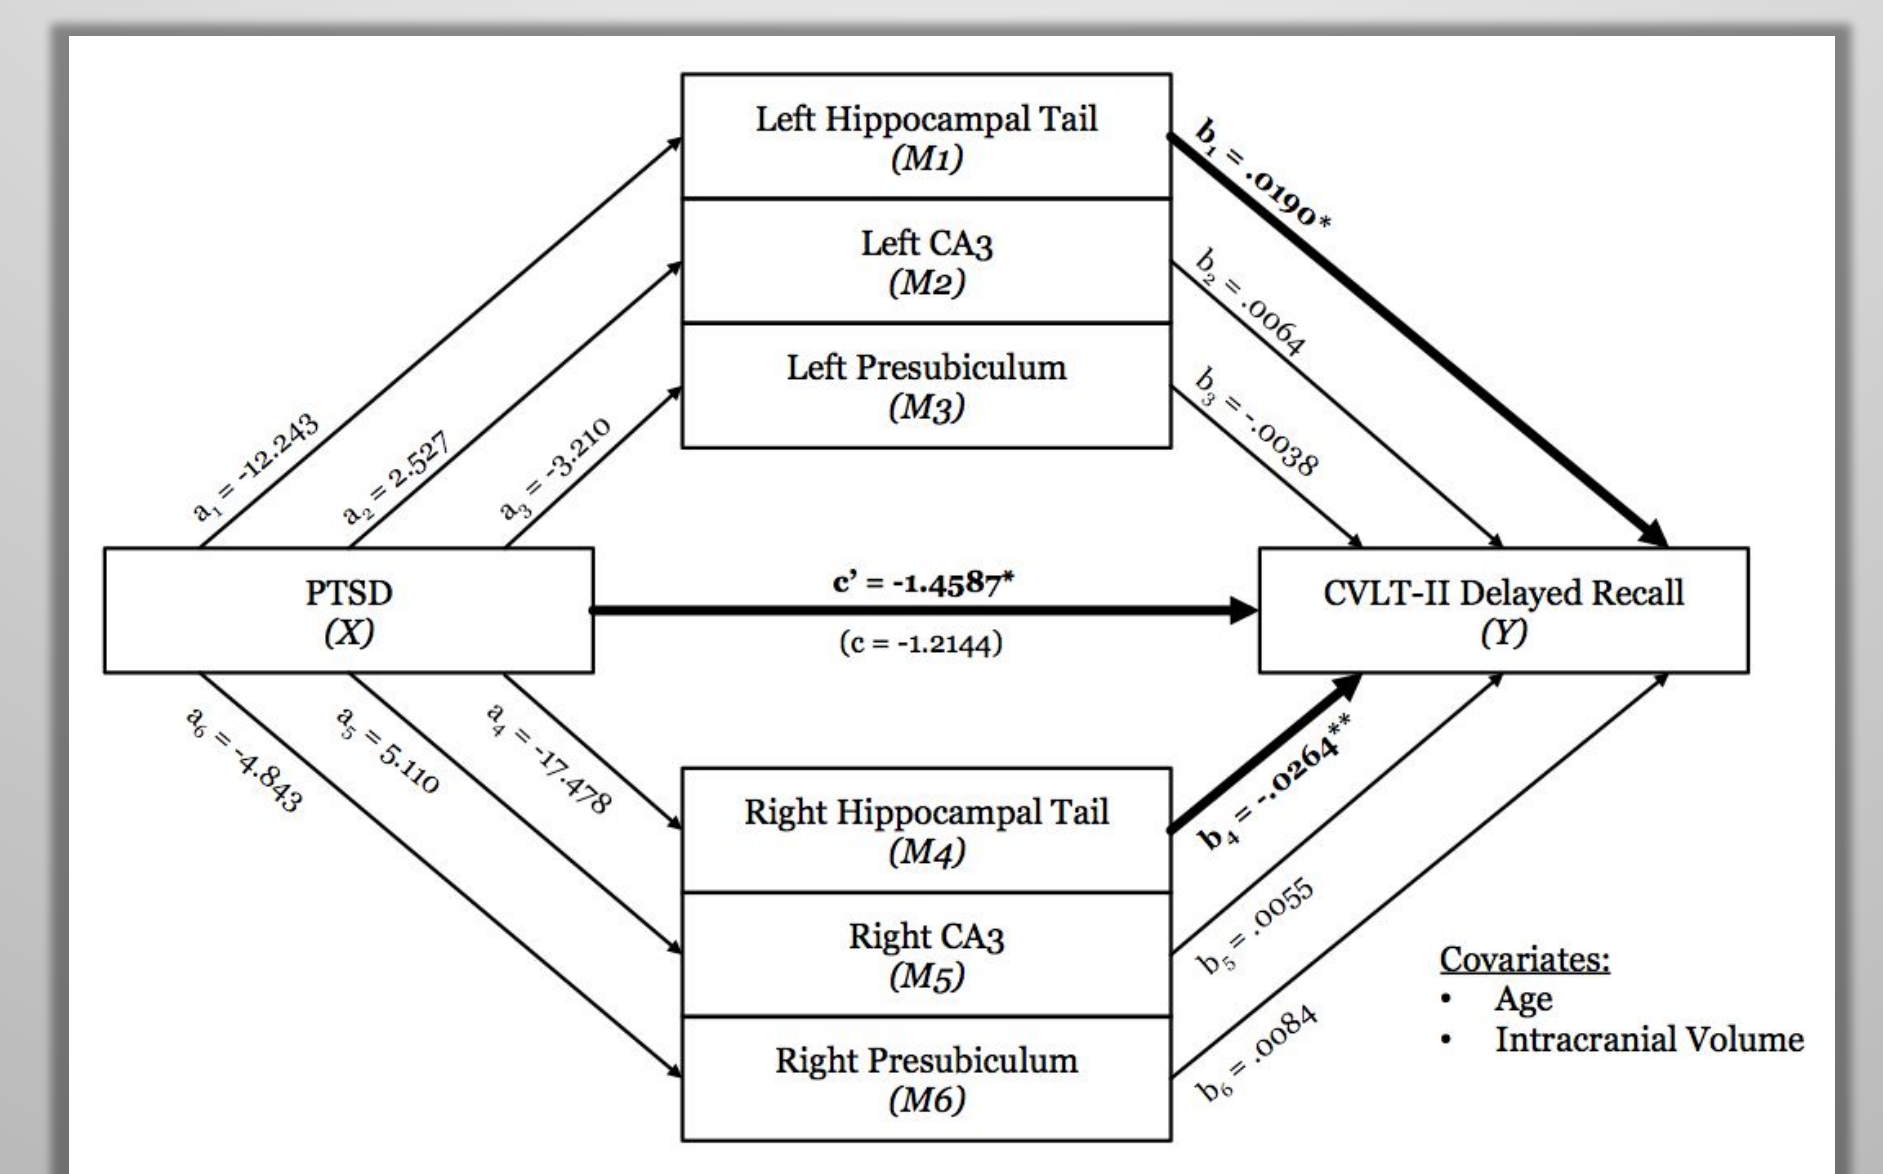 Left Hippocampal Tail
(M1)
Left CA3
(M2)
Left Presubiculum
(M3)
b₁ = .0190*
b₂ = .0064
b₃ = -.0038
a₁ = -12.243
a₂ = 2.527
a₃ = -3.210
PTSD
(X)
c’ = -1.4587*
(c = -1.2144)
CVLT-II Delayed Recall
(Y)
a₆ = -4.843
a₅ = 5.110
a₄ = -17.478
Right Hippocampal Tail
(M4)
Right CA3
(M5)
Right Presubiculum
(M6)
b₄ = -.0264**
b₅ = .0055
b₆ = .0084
Covariates:
• Age
• Intracranial Volume